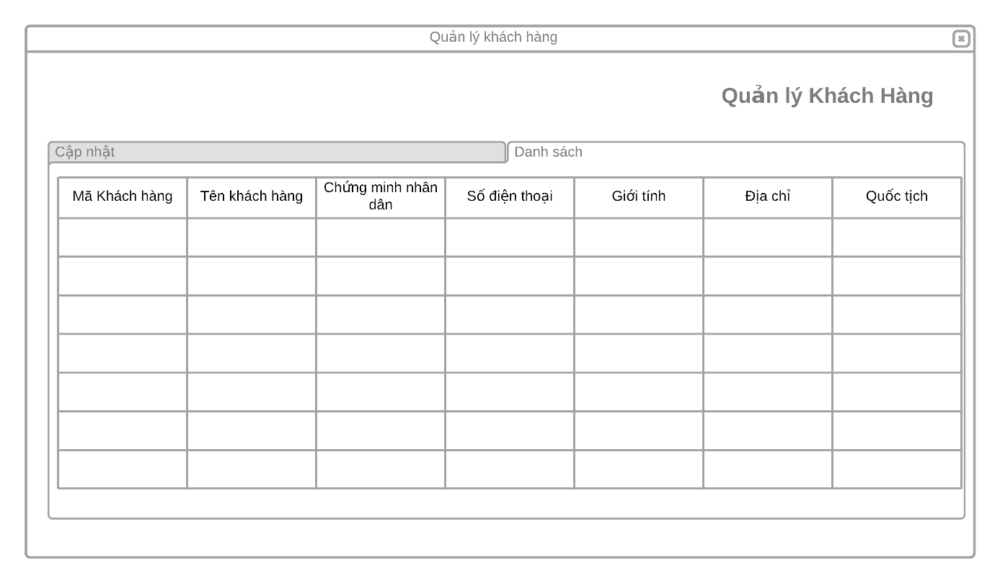 Quản lý khách hàng
Quản lý Khách Hàng
Cập nhật
Danh sách
Mã Khách hàng
Tên khách hàng
Chứng minh nhân
dân
Số điện thoại
Giới tính
Địa chỉ
Quốc tịch